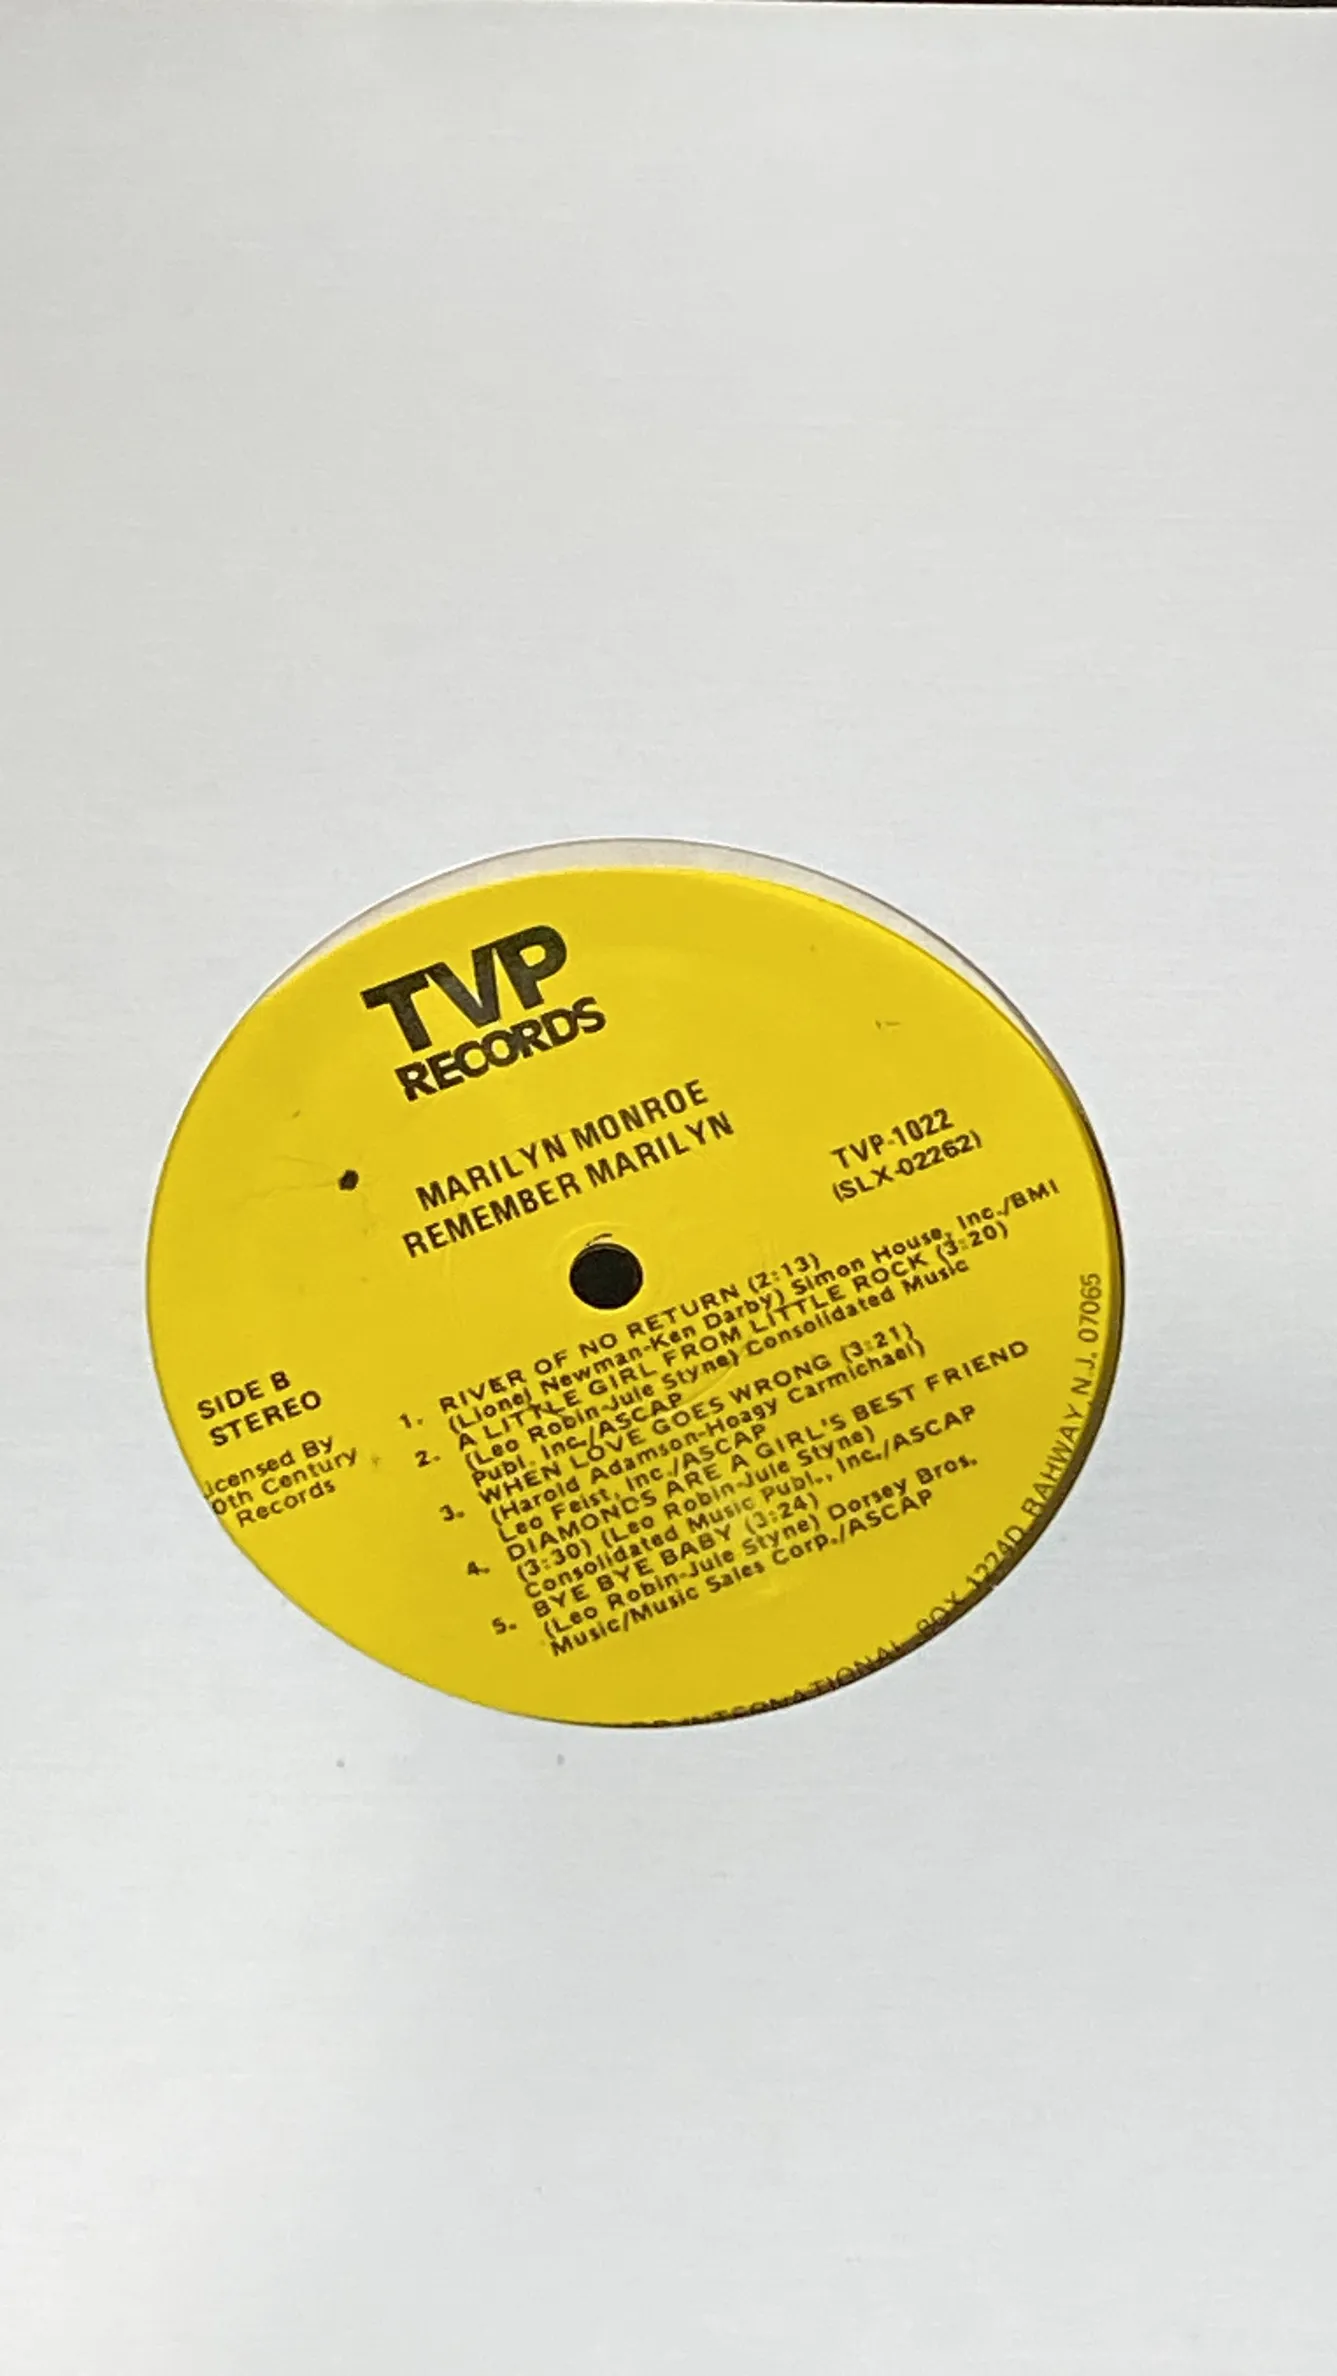 TVP
RECORDS
MARILYN MONROE
REMEMBER MARILYN
TVP-1022
(SLX-02262)
SIDE B
STEREO
icensed By
0th Century
Records
1. RIVER OF NO RETURN (2:13)
(Lionel Newman-Ken Darby) Simon House, Inc./BMI
2. A LITTLE GIRL FROM LITTLE ROCK (3:20)
(Leo Robin-Jule Styne) Consolidated Music
Publ. Inc./ASCAP
3. WHEN LOVE GOES WRONG (3:21)
(Harold Adamson-Hoagy Carmichael)
Leo Feist, Inc./ASCAP
4. DIAMONDS ARE A GIRL'S BEST FRIEND
(3:30) (Leo Robin-Jule Styne)
Consolidated Music Publ., Inc./ASCAP
5. BYE BYE BABY (3:24)
(Leo Robin-Jule Styne) Dorsey Bros.
Music/Music Sales Corp./ASCAP
INTERNATIONAL, BOX 1224D RAHWAY N.J. 07065